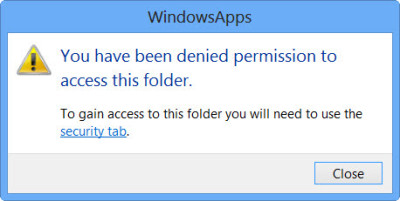 WindowsApps
You have been denied permission to
access this folder.
To gain access to this folder you will need to use the
security tab.
Close